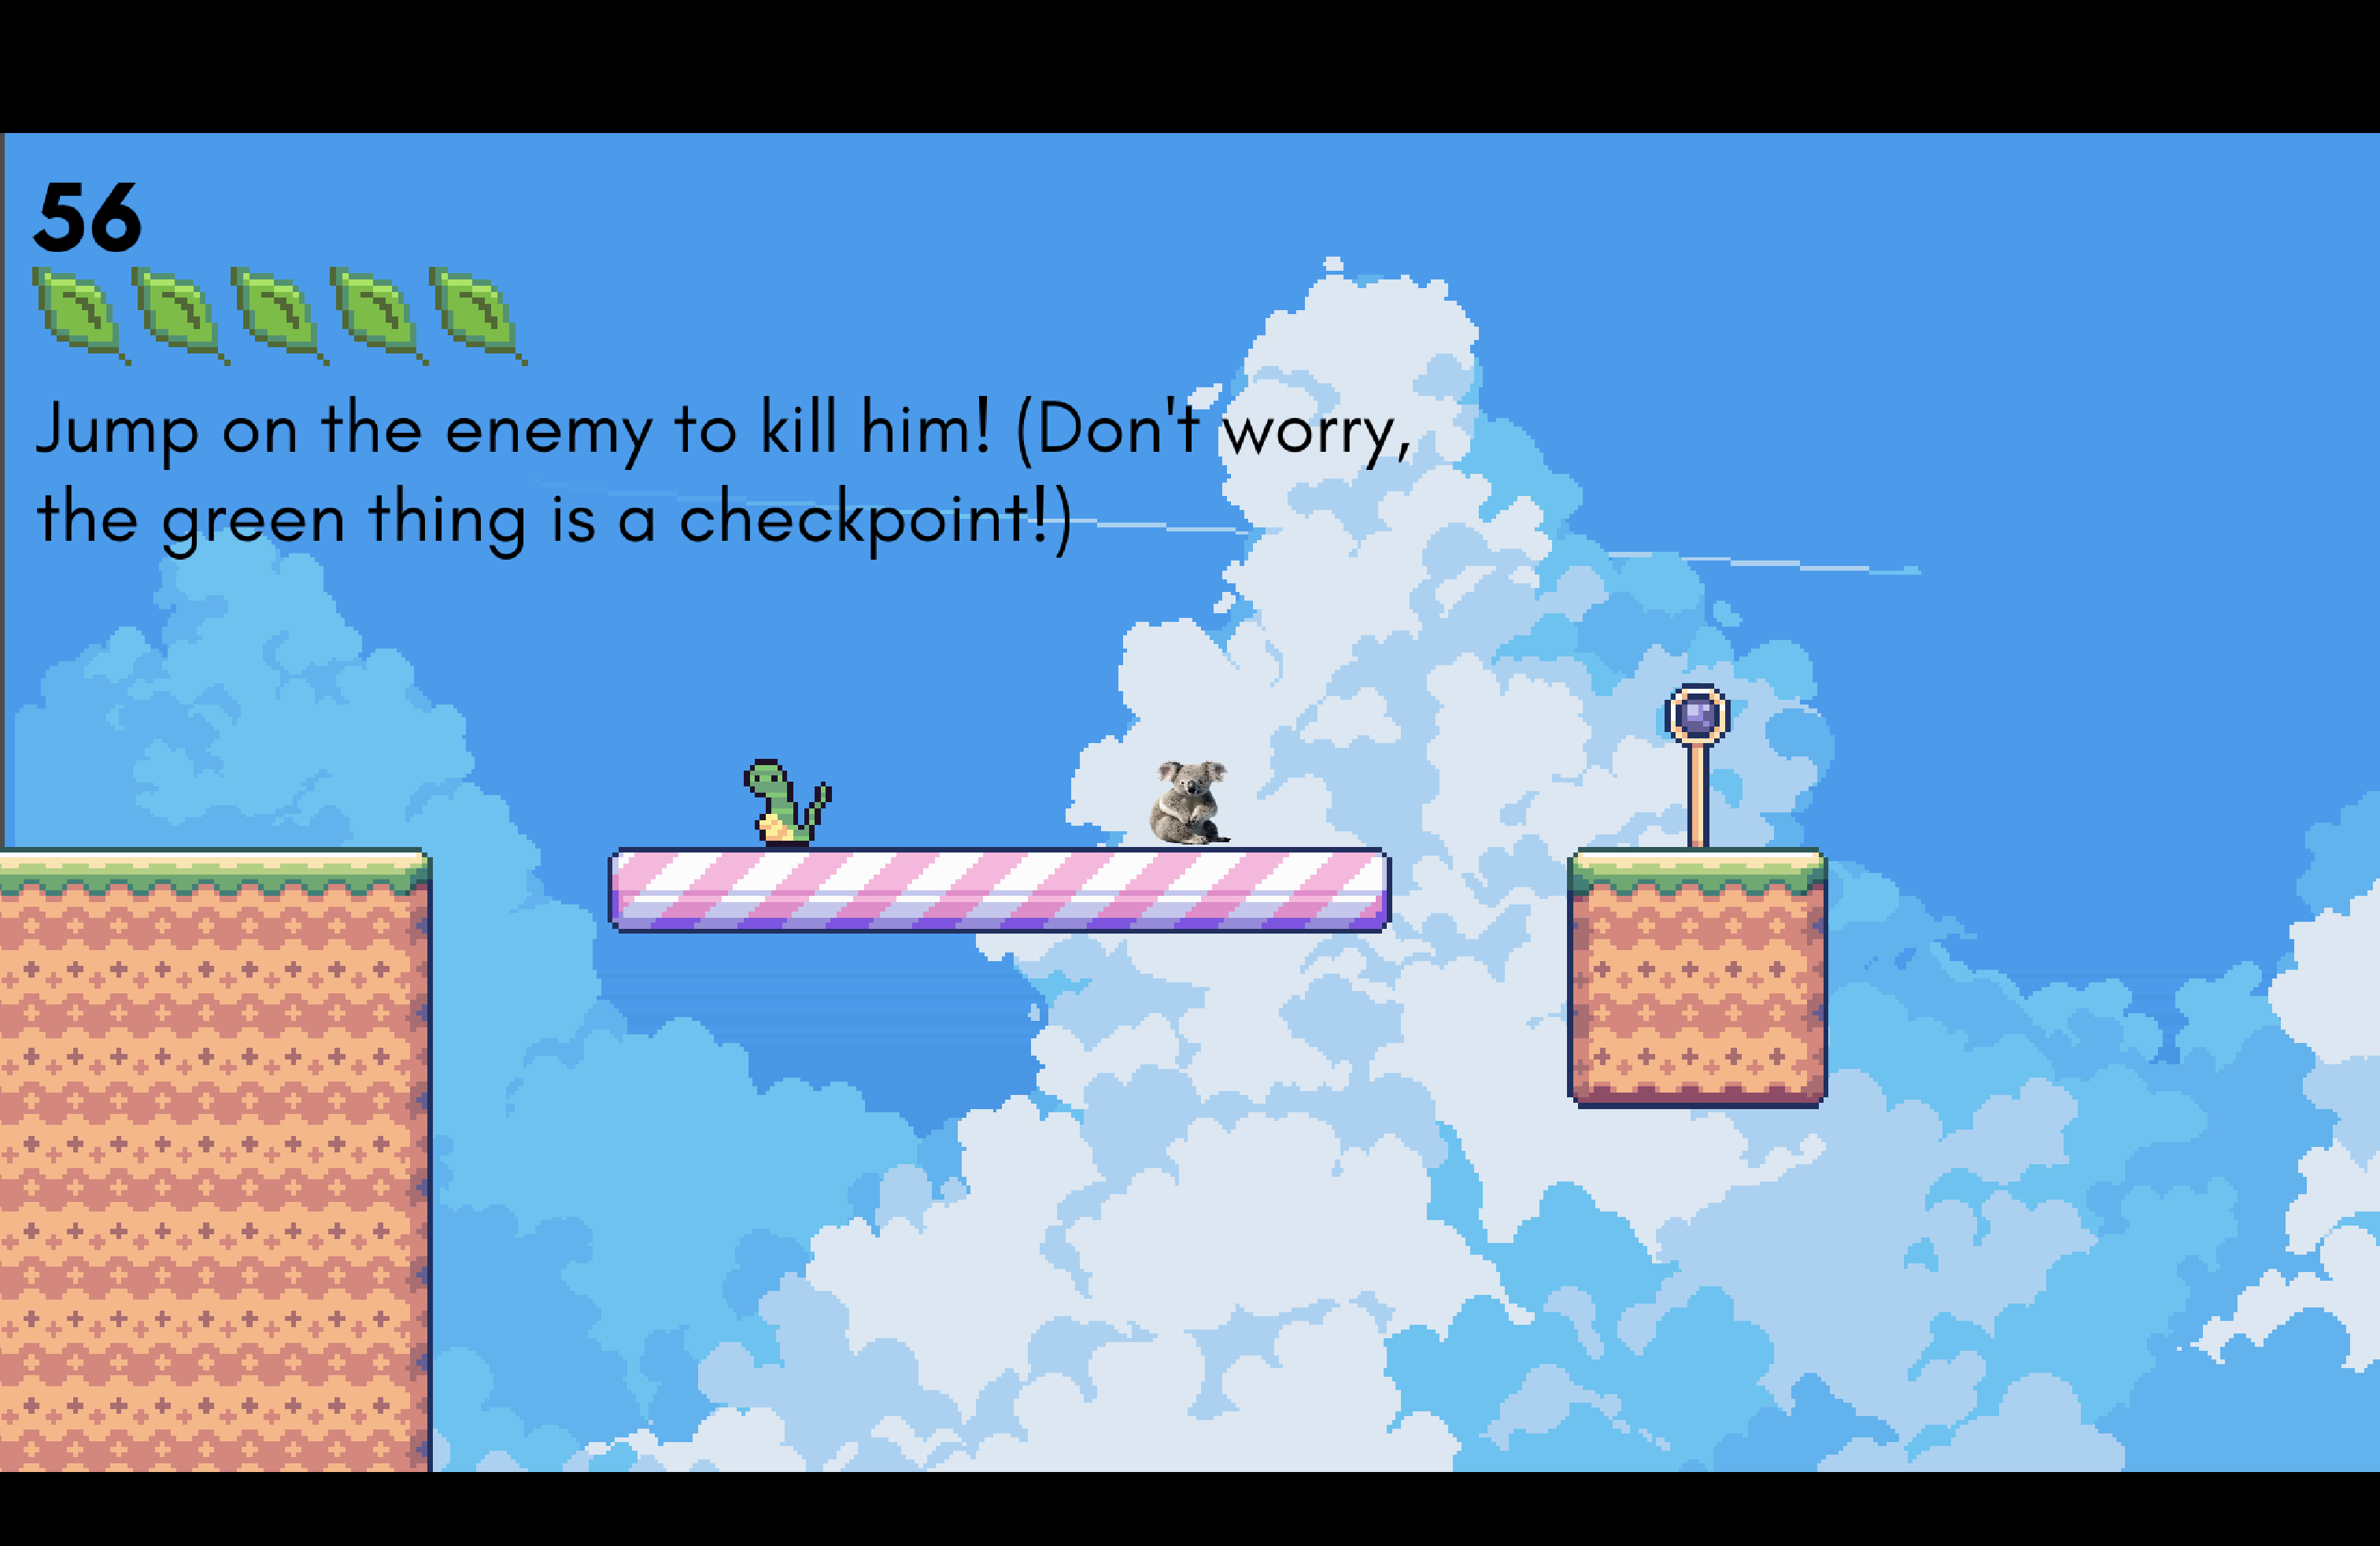 56
Jump on the enemy to kill him! (Don't worry,
the green thing is a checkpoint!)